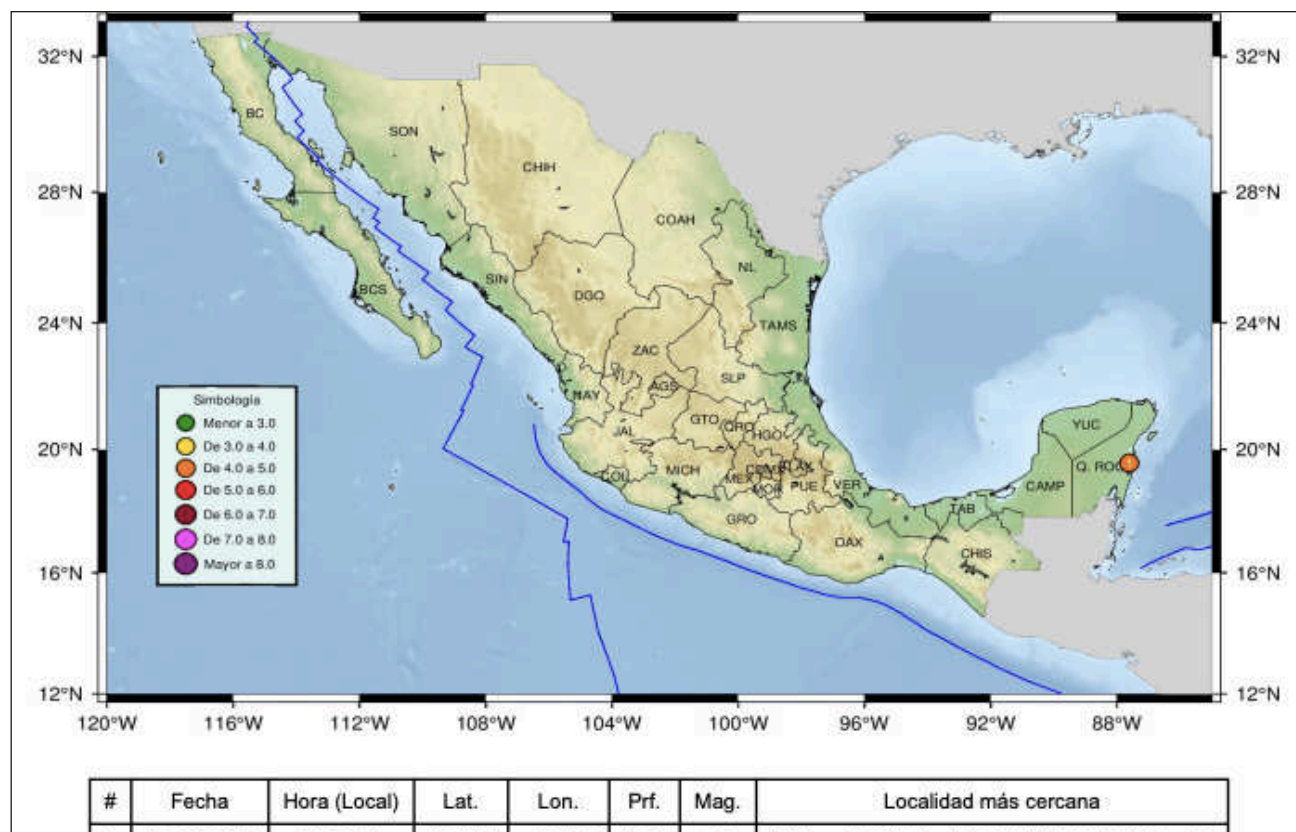 32°N
32°N
BC
SON
CHIH
28°N
28°N
COAH
NL
SIN
BCS
DGO
24°N
24°N
TAMS
ZAC
SLP
AGS
NAY
Simbología
Menor a 3.0
De 3.0 a 4.0
De 4.0 a 5.0
De 5.0 a 6.0
De 6.0 a 7.0
De 7.0 a 8.0
Mayor a 8.0
GTO
QRO
HGO
YUC
JAL
20°N
20°N
MICH
COL
MEX
MOR
TLAX
PUE
VER
CAMP
Q. ROO
1
GRO
TAB
OAX
CHIS
16°N
16°N
12°N
12°N
120°W 116°W 112°W 108°W 104°W 100°W 96°W 92°W 88°W
# Fecha Hora (Local) Lat. Lon. Prf. Mag. Localidad más cercana